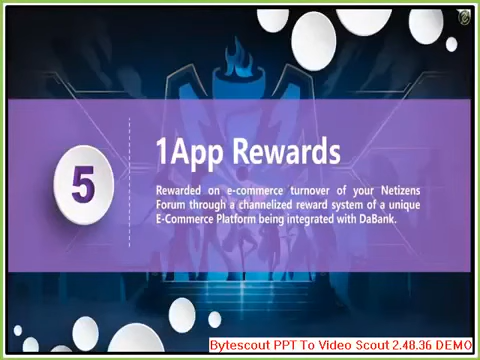 5
1App Rewards
Rewarded on e-commerce turnover of your Netizens
Forum through a channelized reward system of a unique
E-Commerce Platform being integrated with DaBank.
Bytescout PPT To Video Scout 2.48.36 DEMO